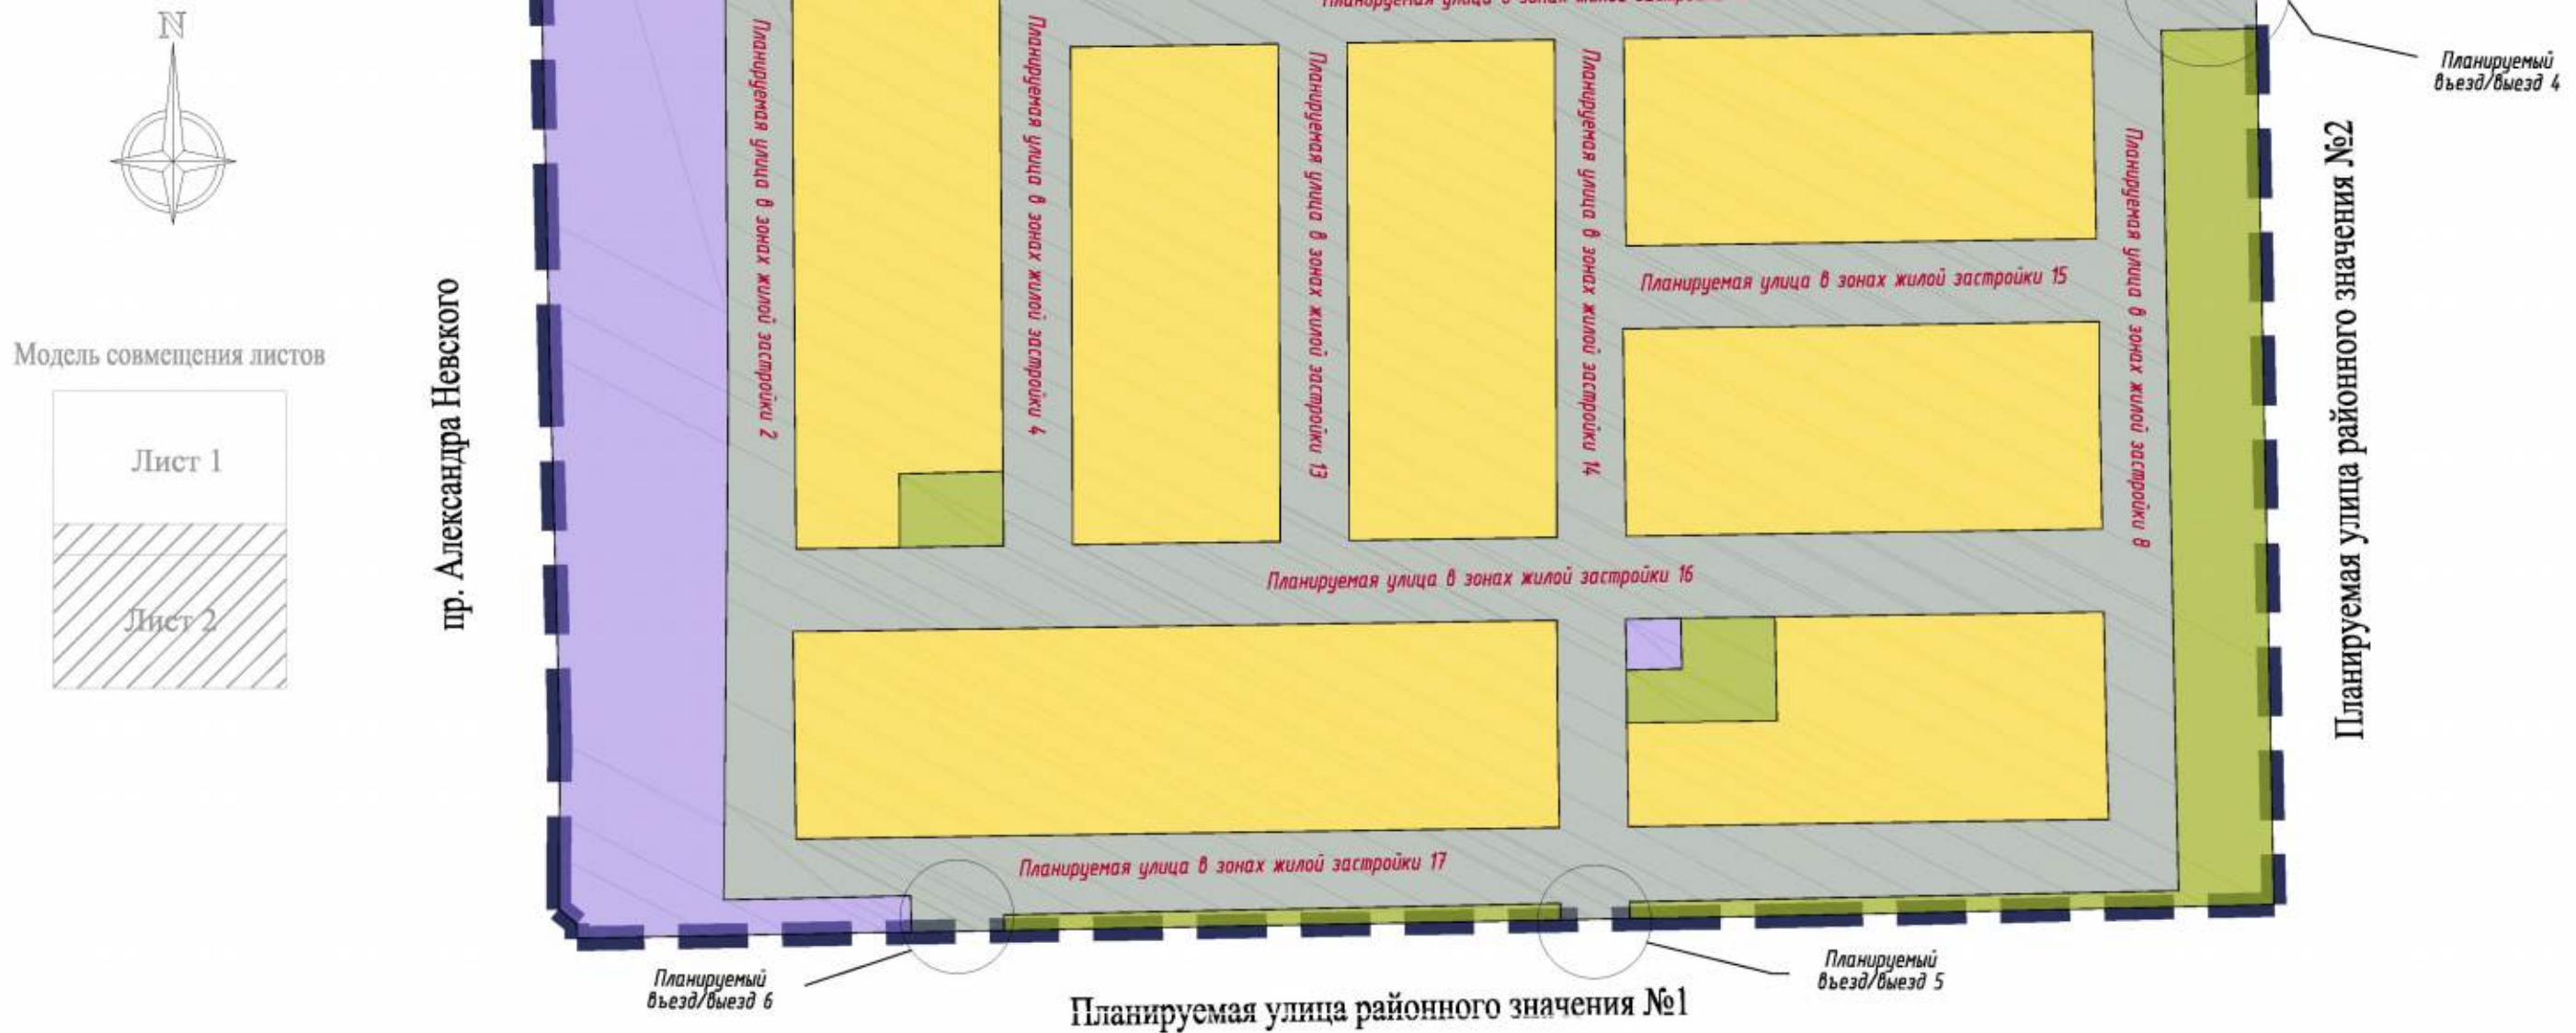 N
Планируемая улица в зонах жилой
Планируемый
въезд/выезд 4
Планируемая улица в зонах жилой застройки 2
Планируемая улица в зонах жилой застройки 4
Планируемая улица в зонах жилой застройки 13
Планируемая улица в зонах жилой застройки 14
Планируемая улица в зонах жилой застройки 15
Планируемая улица в зонах жилой застройки 8
Планируемая улица районного значения №2
пр. Александра Невского
Модель совмещения листов
Лист 1
Лист 2
Планируемая улица в зонах жилой застройки 16
Планируемая улица в зонах жилой застройки 17
Планируемый
въезд/выезд 6
Планируемый
въезд/выезд 5
Планируемая улица районного значения №1